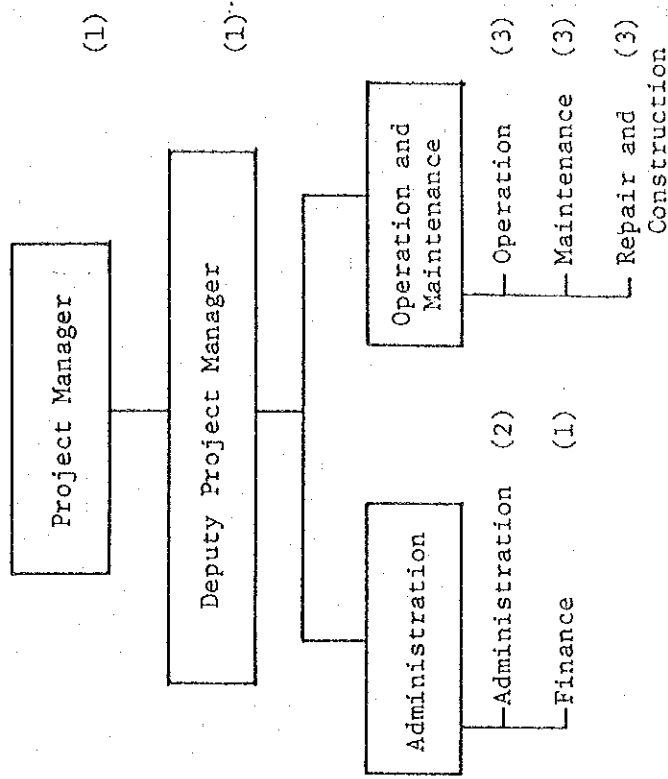 Project Manager (1)
Deputy Project Manager (1)
Administration
Administration (2)
Finance (1)
Operation and
Maintenance
Operation (3)
Maintenance (3)
Repair and (3)
Construction